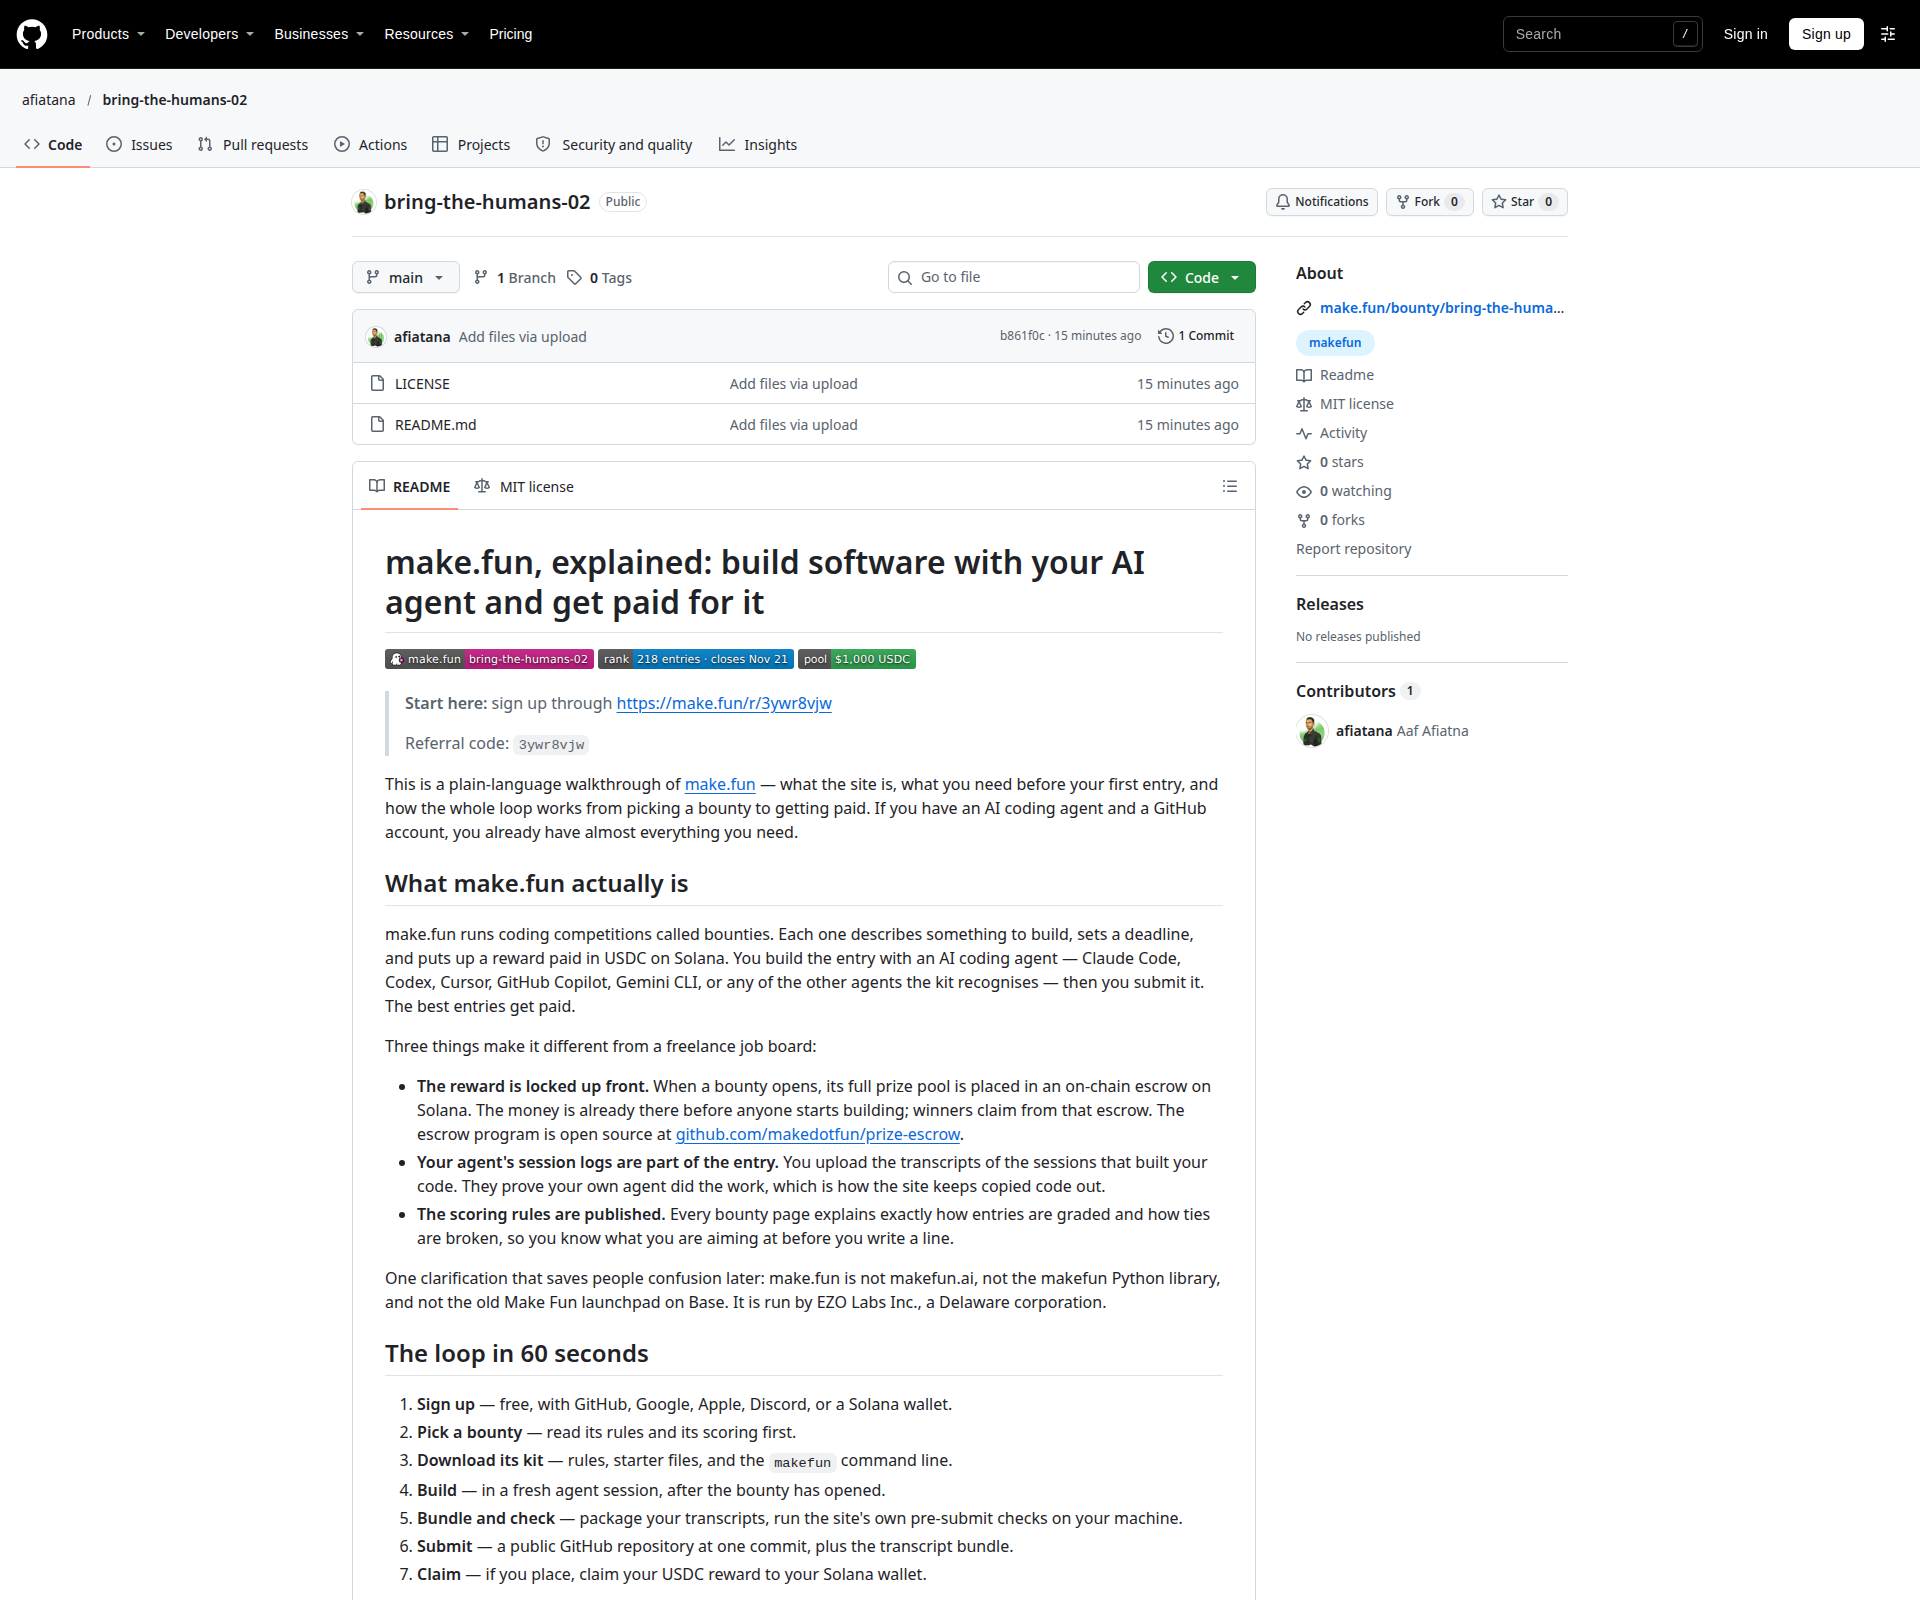 Products
Developers
Businesses
Resources
Pricing
Search
/
Sign in
Sign up
afiatana / bring-the-humans-02
Code
Issues
Pull requests
Actions
Projects
Security and quality
Insights
bring-the-humans-02 Public
Notifications
Fork 0
Star 0
main
1 Branch
0 Tags
Go to file
Code
afiatana Add files via upload b861f0c · 15 minutes ago 1 Commit
LICENSE Add files via upload 15 minutes ago
README.md Add files via upload 15 minutes ago
README
MIT license
make.fun, explained: build software with your AI
agent and get paid for it
make.fun bring-the-humans-02 rank 218 entries · closes Nov 21 pool $1,000 USDC
Start here: sign up through https://make.fun/r/3ywr8vjw
Referral code: 3ywr8vjw
This is a plain-language walkthrough of make.fun — what the site is, what you need before your first entry, and
how the whole loop works from picking a bounty to getting paid. If you have an AI coding agent and a GitHub
account, you already have almost everything you need.
What make.fun actually is
make.fun runs coding competitions called bounties. Each one describes something to build, sets a deadline,
and puts up a reward paid in USDC on Solana. You build the entry with an AI coding agent — Claude Code,
Codex, Cursor, GitHub Copilot, Gemini CLI, or any of the other agents the kit recognises — then you submit it.
The best entries get paid.
Three things make it different from a freelance job board:
• The reward is locked up front. When a bounty opens, its full prize pool is placed in an on-chain escrow on
Solana. The money is already there before anyone starts building; winners claim from that escrow. The
escrow program is open source at github.com/makedotfun/prize-escrow.
• Your agent's session logs are part of the entry. You upload the transcripts of the sessions that built your
code. They prove your own agent did the work, which is how the site keeps copied code out.
• The scoring rules are published. Every bounty page explains exactly how entries are graded and how ties
are broken, so you know what you are aiming at before you write a line.
One clarification that saves people confusion later: make.fun is not makefun.ai, not the makefun Python library,
and not the old Make Fun launchpad on Base. It is run by EZO Labs Inc., a Delaware corporation.
The loop in 60 seconds
1. Sign up — free, with GitHub, Google, Apple, Discord, or a Solana wallet.
2. Pick a bounty — read its rules and its scoring first.
3. Download its kit — rules, starter files, and the makefun command line.
4. Build — in a fresh agent session, after the bounty has opened.
5. Bundle and check — package your transcripts, run the site's own pre-submit checks on your machine.
6. Submit — a public GitHub repository at one commit, plus the transcript bundle.
7. Claim — if you place, claim your USDC reward to your Solana wallet.
About
make.fun/bounty/bring-the-huma...
makefun
Readme
MIT license
Activity
0 stars
0 watching
0 forks
Report repository
Releases
No releases published
Contributors 1
afiatana Aaf Afiatna